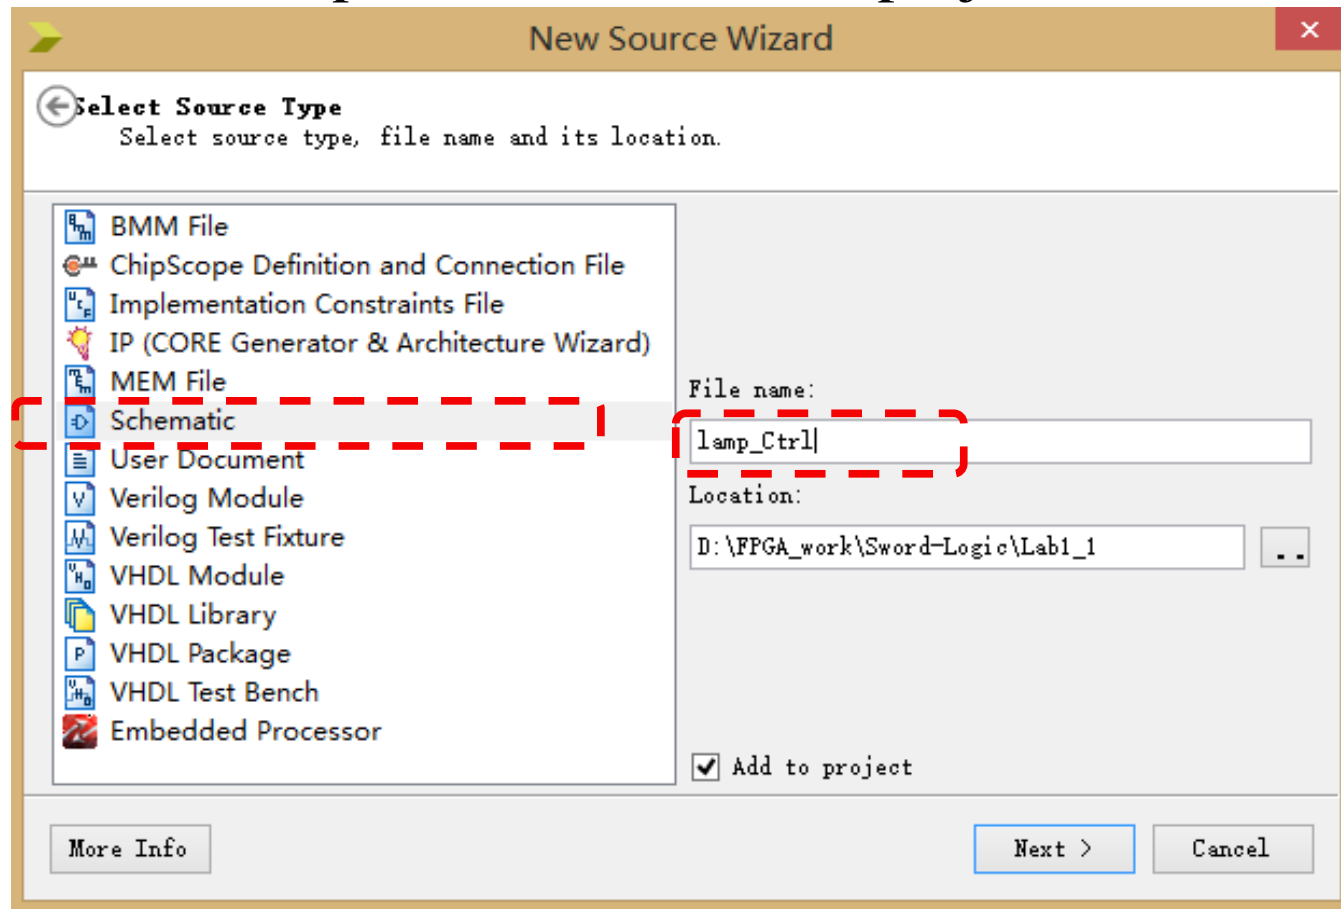 New Source Wizard
Select Source Type
Select source type, file name and its location.
BMM File
ChipScope Definition and Connection File
Implementation Constraints File
IP (CORE Generator & Architecture Wizard)
MEM File
Schematic
User Document
Verilog Module
Verilog Test Fixture
VHDL Module
VHDL Library
VHDL Package
VHDL Test Bench
Embedded Processor
File name:
lamp_Ctrl
Location:
D:\FPGA_work\Sword-Logic\Lab1_1
..
Add to project
More Info
Next >
Cancel